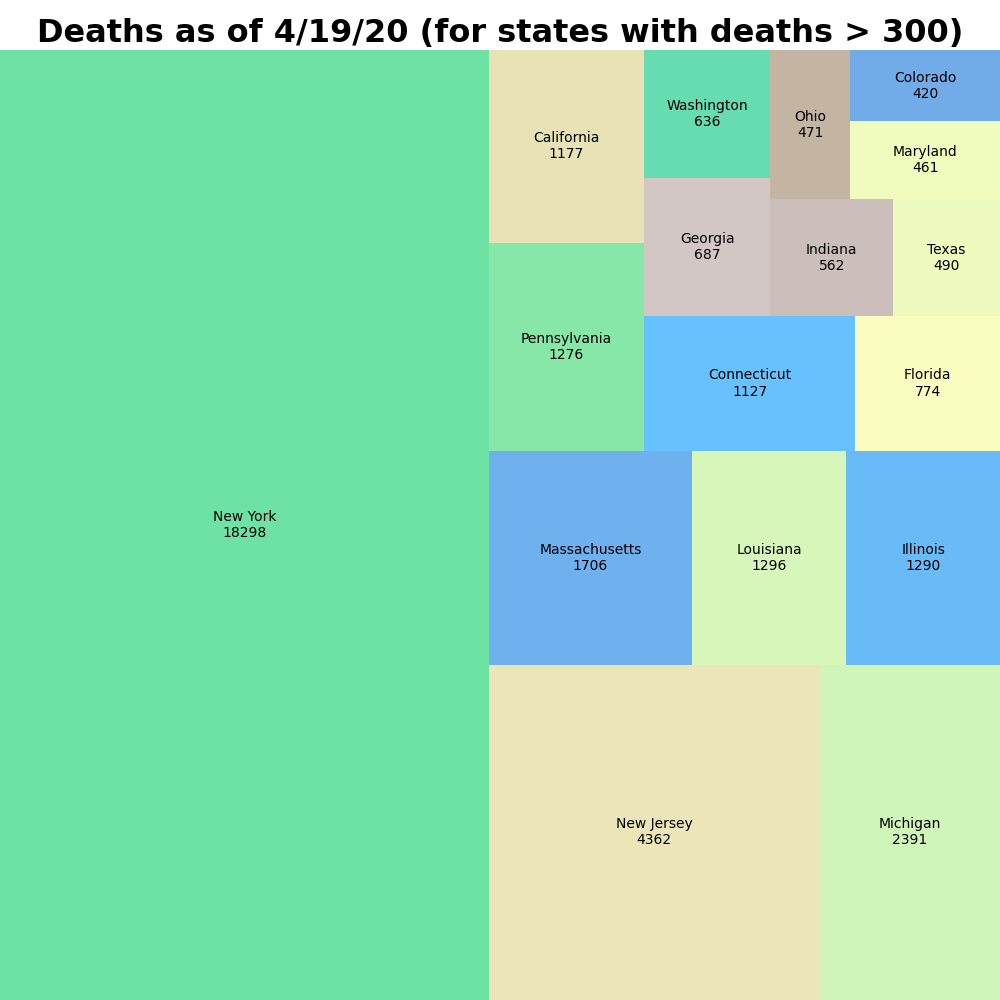 Deaths as of 4/19/20 (for states with deaths > 300)
California
1177
Washington
636
Ohio
471
Colorado
420
Maryland
461
Georgia
687
Indiana
562
Texas
490
Pennsylvania
1276
Connecticut
1127
Florida
774
New York
18298
Massachusetts
1706
Louisiana
1296
Illinois
1290
New Jersey
4362
Michigan
2391